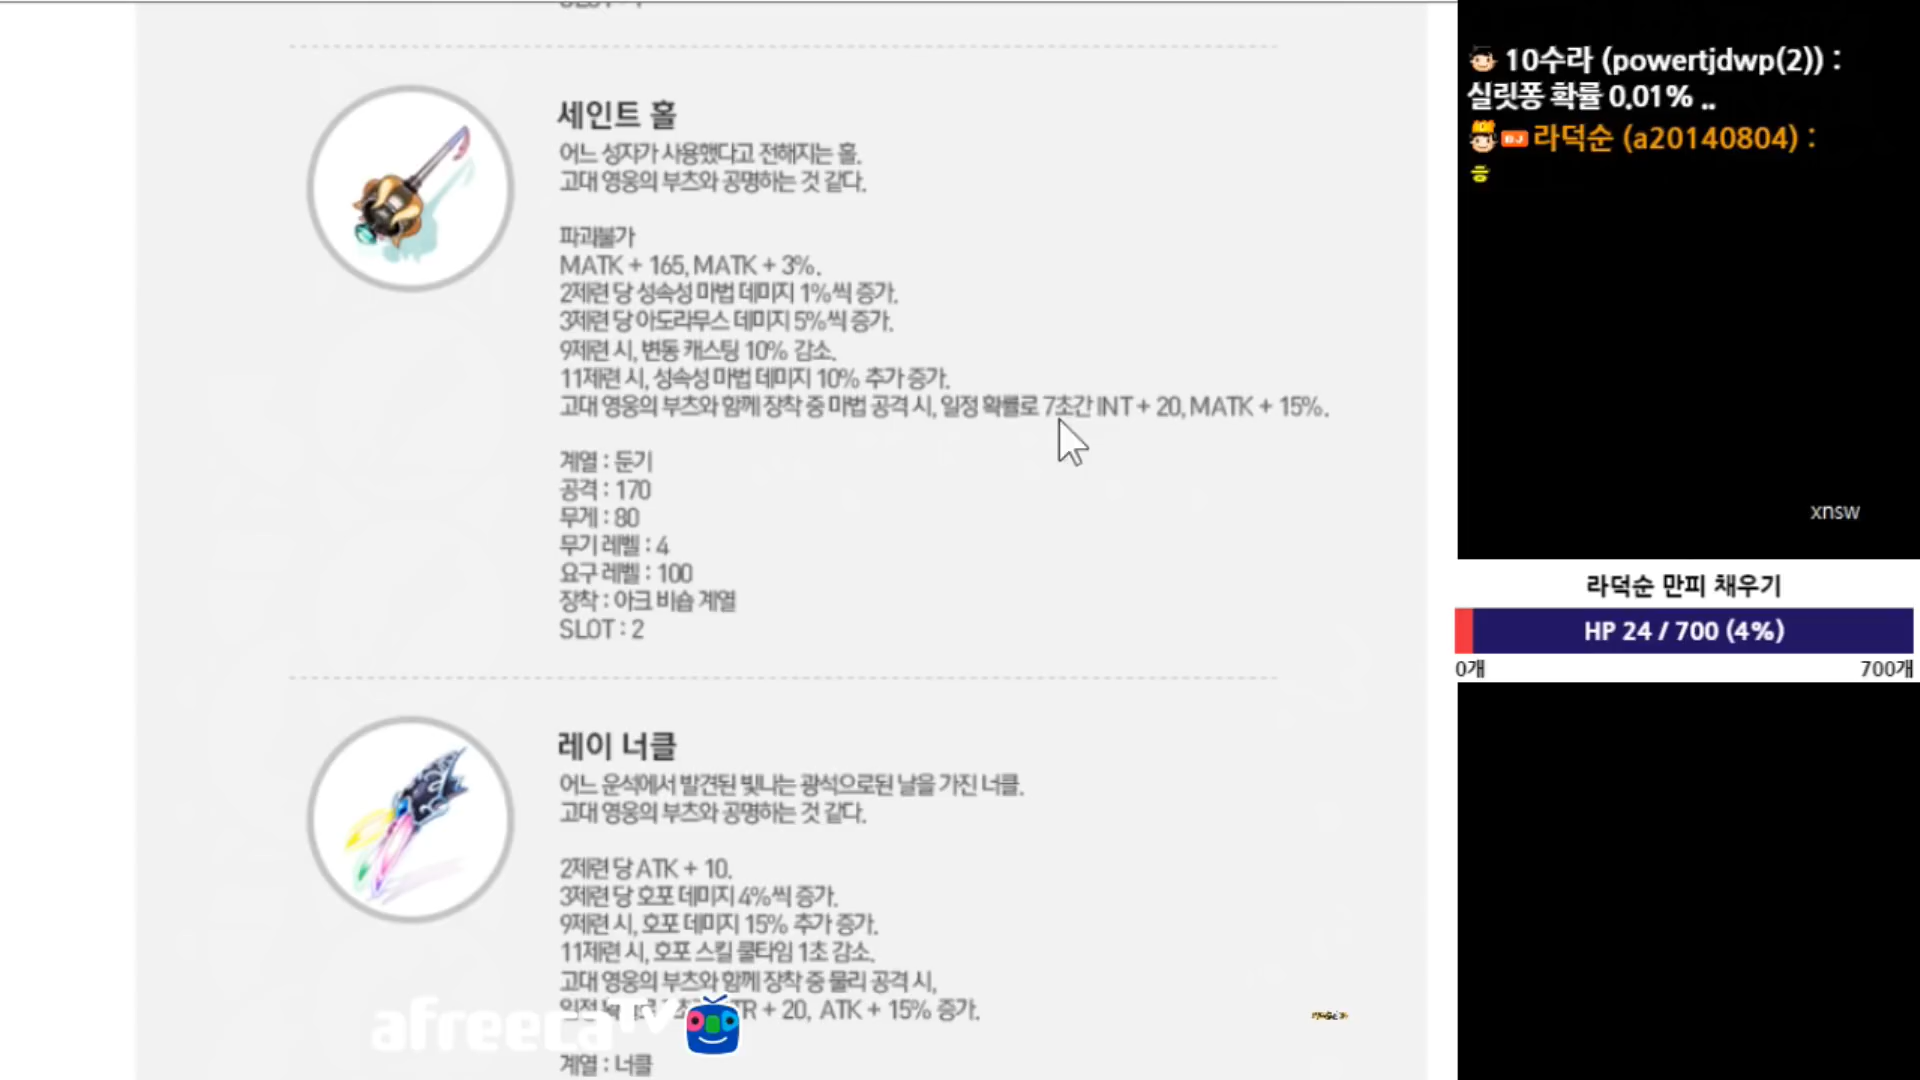 세인트 홀
어느 성자가 사용했다고 전해지는 홀.
고대 영웅의 부츠와 공명하는 것 같다.
파괴불가
MATK + 165, MATK + 3%.
2제련 당 성속성 마법 데미지 1%씩 증가.
3제련 당 아도라무스 데미지 5%씩 증가.
9제련 시, 변동 캐스팅 10% 감소.
11제련 시, 성속성 마법 데미지 10% 추가 증가.
고대 영웅의 부츠와 함께 장착 중 마법 공격 시, 일정 확률로 7초간 INT + 20, MATK + 15%.
계열 : 둔기
공격 : 170
무게 : 80
무기 레벨 : 4
요구 레벨 : 100
장착 : 아크 비숍 계열
SLOT : 2
레이 너클
어느 운석에서 발견된 빛나는 광석으로된 날을 가진 너클.
고대 영웅의 부츠와 공명하는 것 같다.
2제련 당 ATK + 10.
3제련 당 호포 데미지 4%씩 증가.
9제련 시, 호포 데미지 15% 추가 증가.
11제련 시, 호포 스킬 쿨타임 1초 감소.
고대 영웅의 부츠와 함께 장착 중 물리 공격 시,
일정 + 20, ATK + 15% 증가.
afreecaTV
계열 : 너클
10수라 (powertjdwp(2)) :
실릿퐁 확률 0.01% ..
BJ 라덕순 (a20140804) :
응
xnsw
라덕순 만피 채우기
HP 24 / 700 (4%)
0개 700개